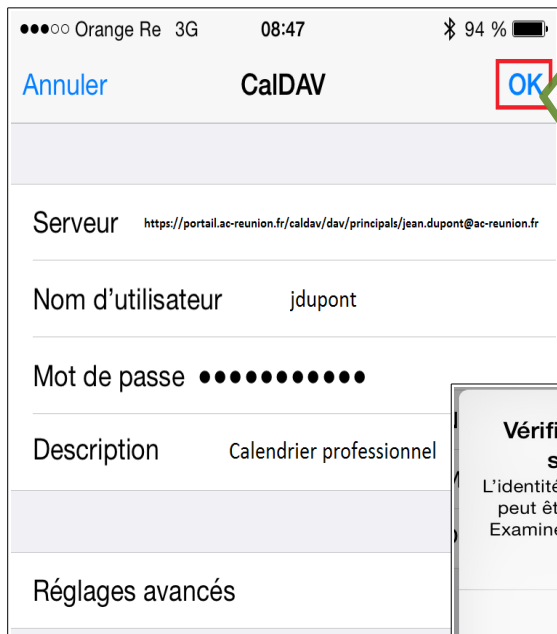 Orange Re 3G 08:47 94 %
Annuler CalDAV OK
Serveur https://portail.ac-reunion.fr/caldav/dav/principals/jean.dupont@ac-reunion.fr
Nom d’utilisateur jdupont
Mot de passe ●●●●●●●●●●●
Description Calendrier professionnel
Réglages avancés
Vérifi
s
L’identité
peut êt
Examine